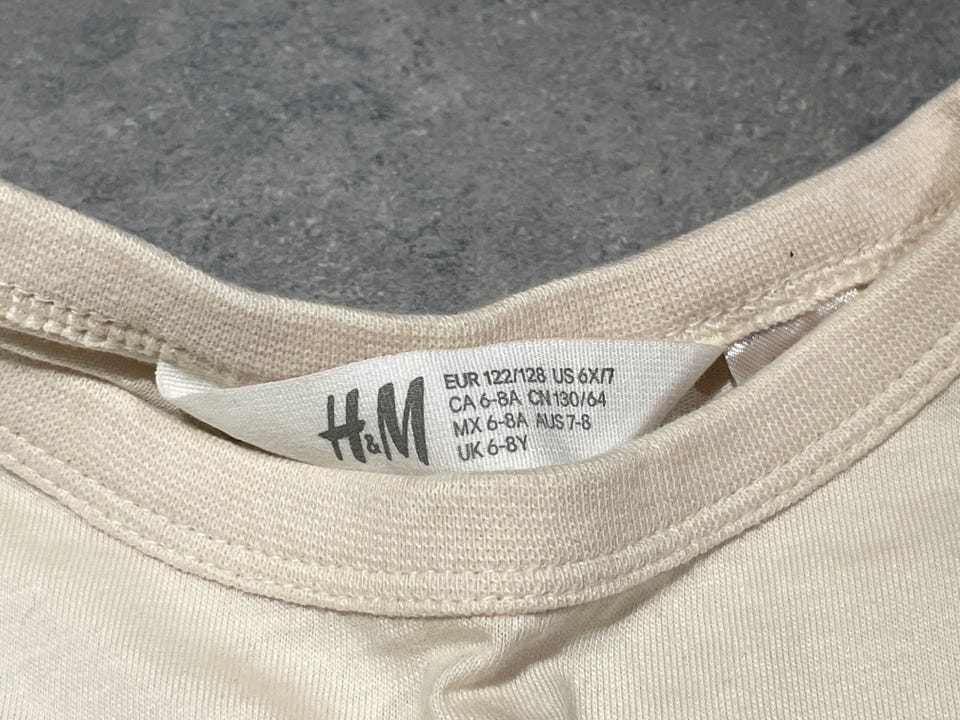 H&M
EUR 122/128 US 6X/7
CA 6-8A CN 130/64
MX 6-8A AUS 7-8
UK 6-8Y